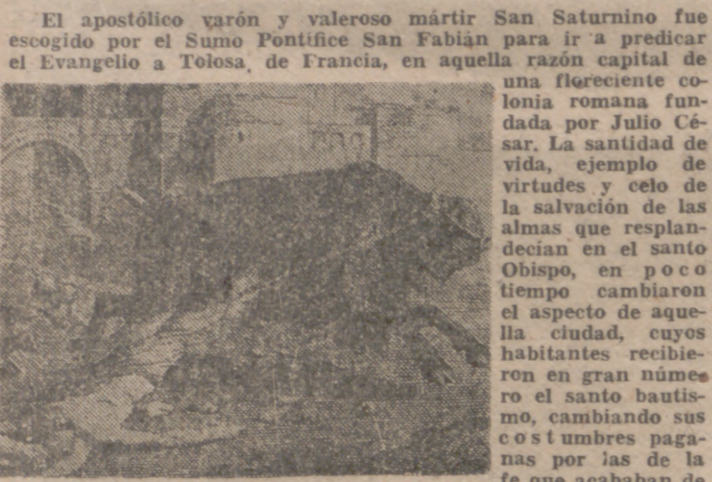 El apostólico varón y valeroso mártir San Saturnino fue
escogido por el Sumo Pontífice San Fabián para ir a predicar
el Evangelio a Tolosa de Francia, en aquella razón capital de
una floreciente co-
lonia romana fun-
dada por Julio Cé-
sar. La santidad de
vida, ejemplo de
virtudes y celo de
la salvación de las
almas que resplan-
decían en el santo
Obispo, en poco
tiempo cambiaron
el aspecto de aque-
lla ciudad, cuyos
habitantes recibie-
ron en gran núme-
ro el santo bautis-
mo, cambiando sus
costumbres paga-
nas por las de la
fe que acababan de